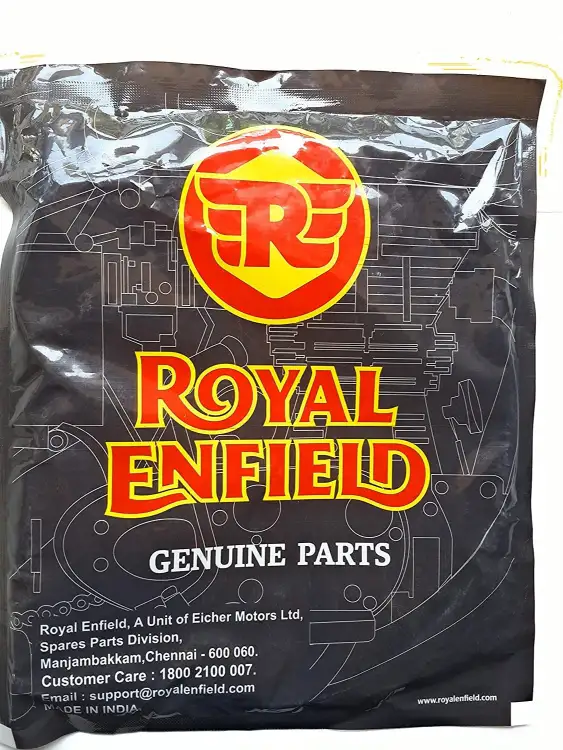 R
ROYAL
ENFIELD
GENUINE PARTS
Royal Enfield, A Unit of Eicher Motors Ltd,
Spares Parts Division,
Manjambakkam,Chennai - 600 060.
Customer Care : 1800 2100 007.
Email : support@royalenfield.com
MADE IN INDIA.
www.royalenfield.com